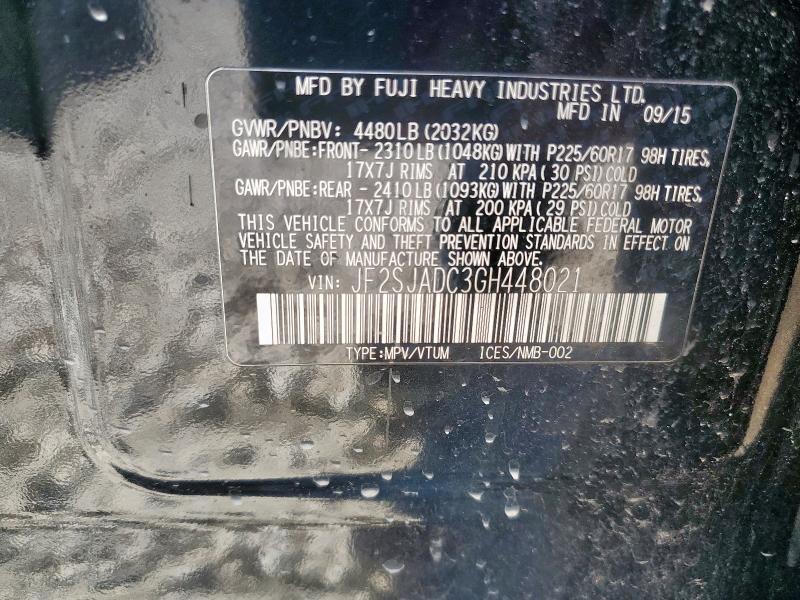 MFD BY FUJI HEAVY INDUSTRIES LTD.
MFD IN 09/15
GVWR/PNBV: 4480LB(2032KG)
GAWR/PNBE:FRONT- 2310LB(1048KG)WITH P225/60R17 98H TIRES,
17X7J RIMS AT 210 KPA(30 PSI)COLD
GAWR/PNBE:REAR - 2410LB(1093KG)WITH P225/60R17 98H TIRES,
17X7J RIMS AT 200 KPA(29 PSI)COLD
THIS VEHICLE CONFORMS TO ALL APPLICABLE FEDERAL MOTOR
VEHICLE SAFETY AND THEFT PREVENTION STANDARDS IN EFFECT ON
THE DATE OF MANUFACTURE SHOWN ABOVE.
VIN: JF2SJADC3GH448021
TYPE:MPV/VTUM ICES/NMB-002